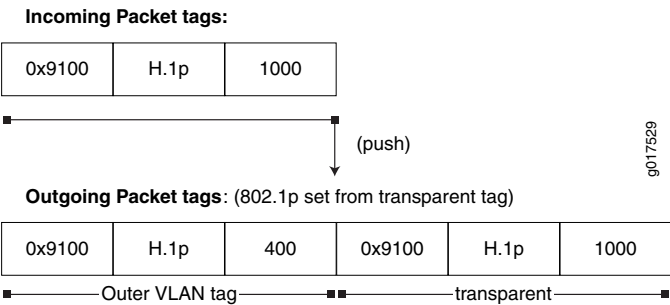 Incoming Packet tags:
0x9100 H.1p 1000
(push)
g017529
Outgoing Packet tags: (802.1p set from transparent tag)
0x9100 H.1p 400 0x9100 H.1p 1000
Outer VLAN tag transparent